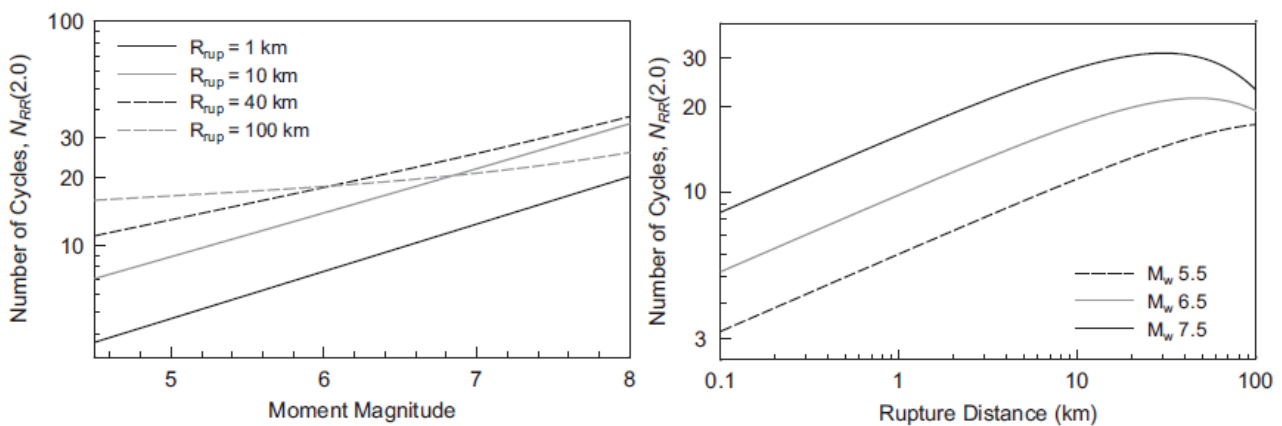 100
30
20
10
Number of Cycles, N_RR(2.0)
R_rup = 1 km
R_rup = 10 km
R_rup = 40 km
R_rup = 100 km
5 6 7 8
Moment Magnitude
30
20
10
3
Number of Cycles, N_RR(2.0)
M_w 5.5
M_w 6.5
M_w 7.5
0.1 1 10 100
Rupture Distance (km)